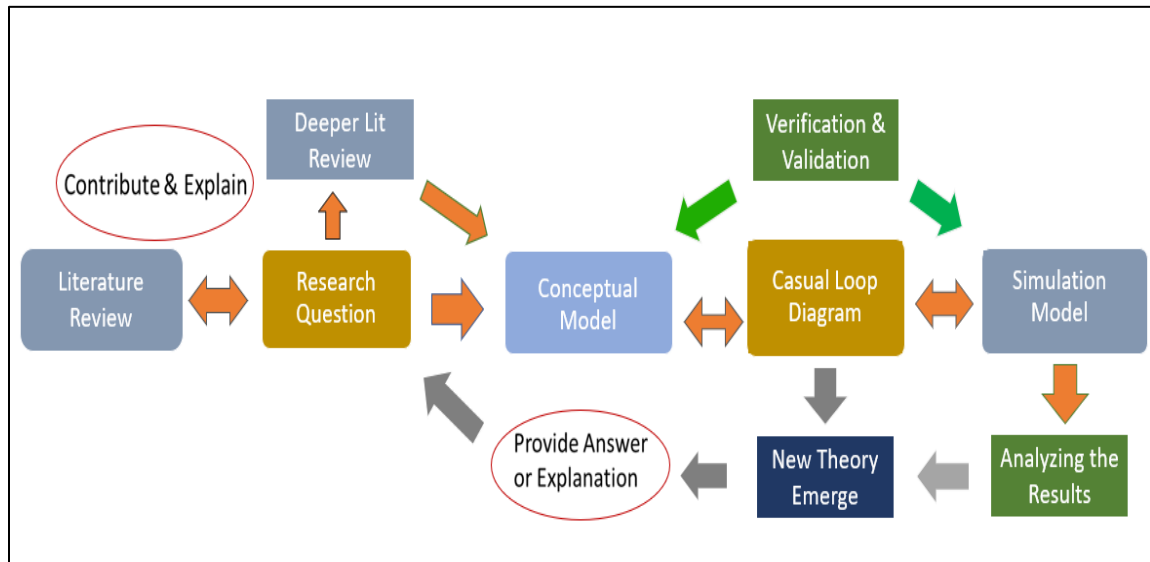 Deeper Lit
Review
Verification &
Validation
Contribute & Explain
Literature
Review
Research
Question
Conceptual
Model
Casual Loop
Diagram
Simulation
Model
Provide Answer
or Explanation
New Theory
Emerge
Analyzing the
Results